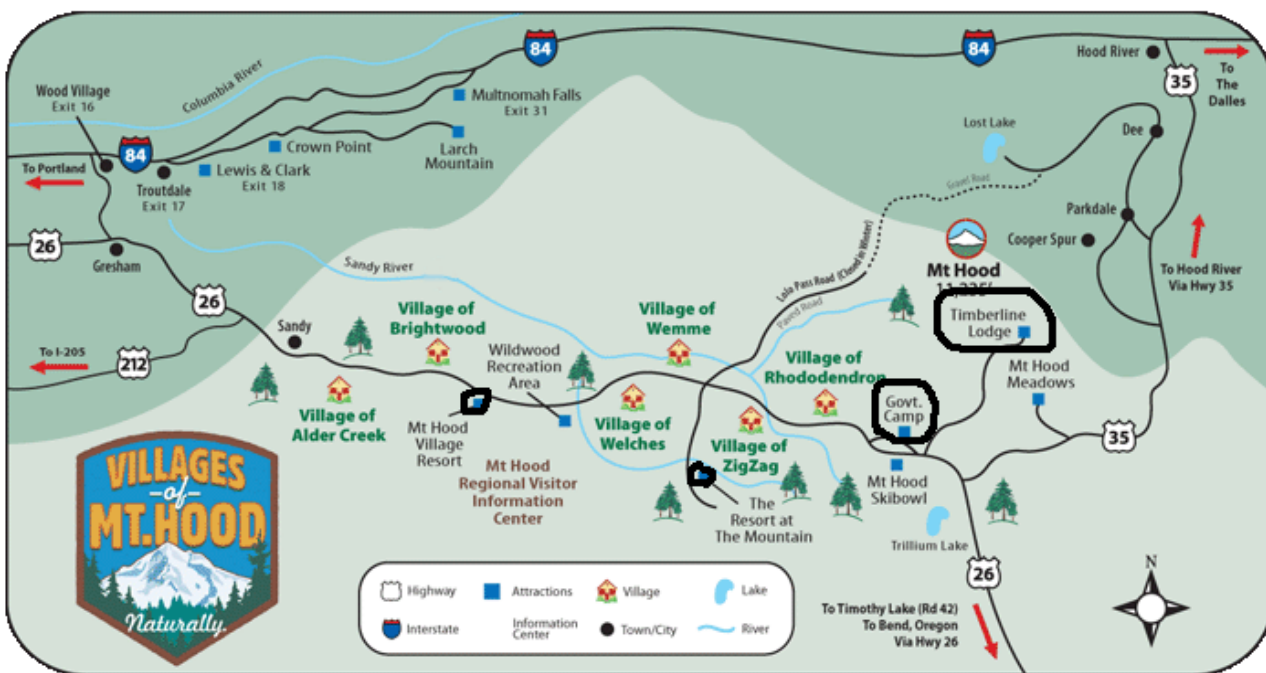 84
84
Hood River
To
The
Dalles
35
Wood Village
Exit 16
Columbia River
Multnomah Falls
Exit 31
Lost Lake
Dee
84
Crown Point
Larch
Mountain
To Portland
Lewis & Clark
Exit 18
Gravel Road
Troutdale
Exit 17
Parkdale
26
Gresham
Cooper Spur
Sandy River
Lolo Pass Road (Closed in Winter)
Paved Road
Mt Hood
To Hood River
Via Hwy 35
26
Timberline
Lodge
Sandy
Village of
Brightwood
Village of
Wemme
Wildwood
Recreation
Area
Village of
Rhododendron
To I-205
212
Mt Hood
Meadows
Govt.
Camp
Village of
Alder Creek
Mt Hood
Village
Resort
Village of
Welches
Village of
ZigZag
35
Mt Hood
Regional Visitor
Information
Center
Mt Hood
Skibowl
The
Resort at
The Mountain
Trillium Lake
VILLAGES
of
MT. HOOD
Naturally.
26
N
Highway
Attractions
Village
Lake
Interstate
Information
Center
Town/City
River
To Timothy Lake (Rd 42)
To Bend, Oregon
Via Hwy 26